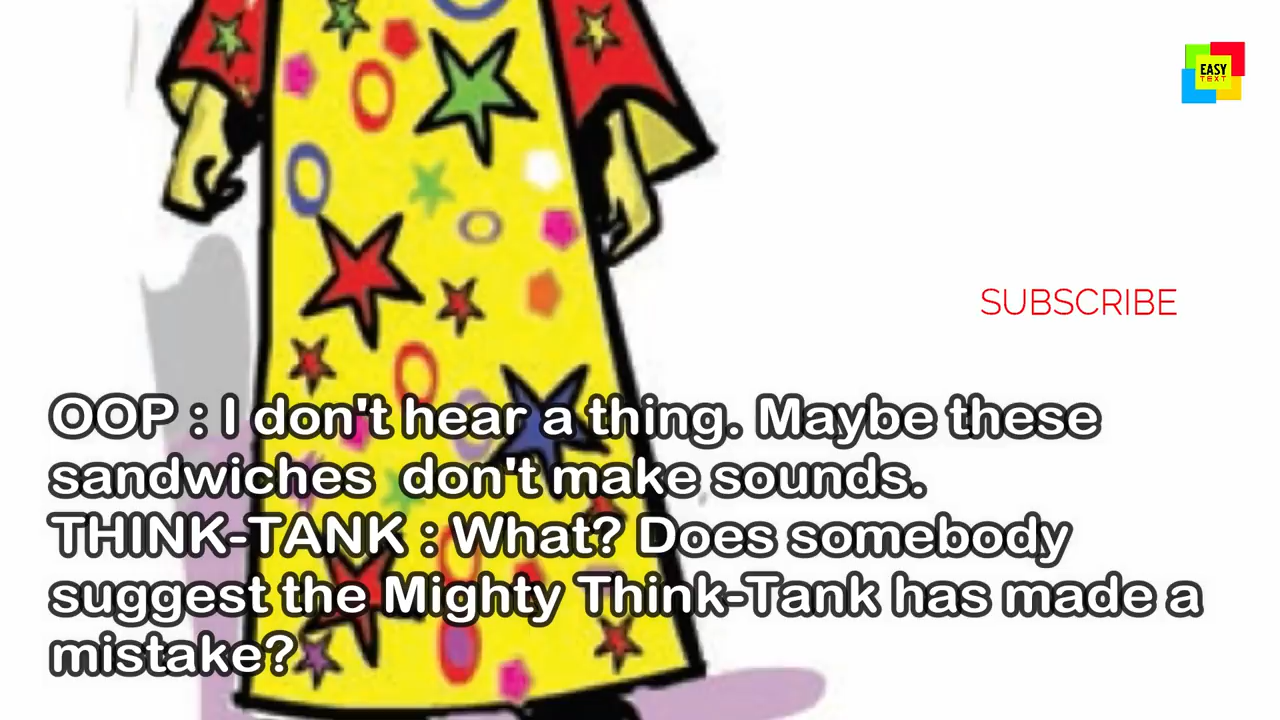 EASY
TEXT
SUBSCRIBE
OOP : I don't hear a thing. Maybe these
sandwiches don't make sounds.
THINK-TANK : What? Does somebody
suggest the Mighty Think-Tank has made a
mistake?